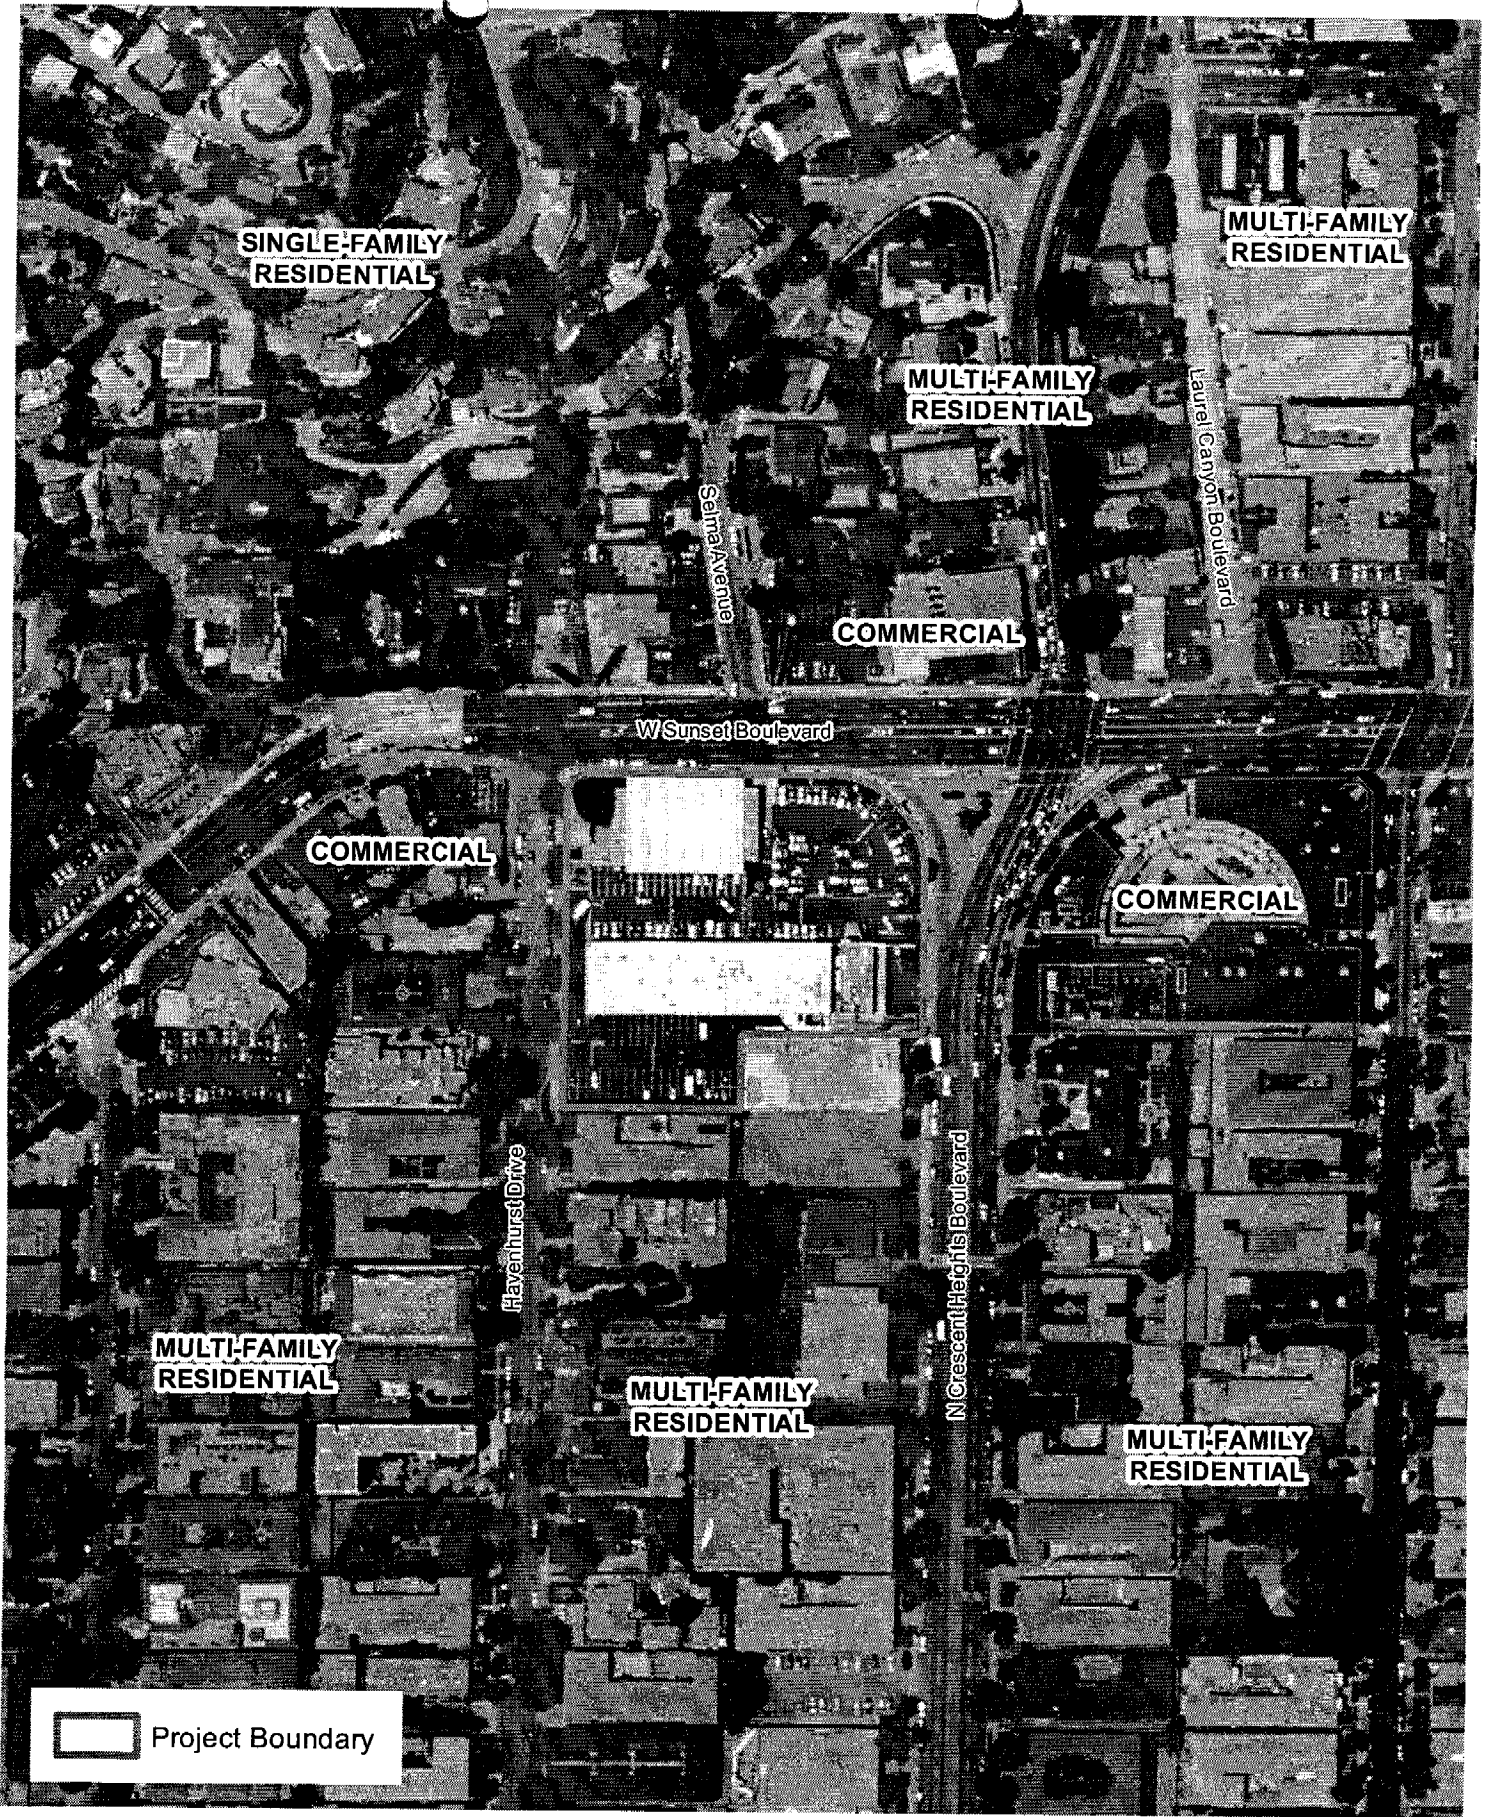 SINGLE-FAMILY
RESIDENTIAL
MULTI-FAMILY
RESIDENTIAL
MULTI-FAMILY
RESIDENTIAL
Laurel Canyon Boulevard
Selma Avenue
COMMERCIAL
W Sunset Boulevard
COMMERCIAL
COMMERCIAL
Havenhurst Drive
N Crescent Heights Boulevard
MULTI-FAMILY
RESIDENTIAL
MULTI-FAMILY
RESIDENTIAL
MULTI-FAMILY
RESIDENTIAL
Project Boundary